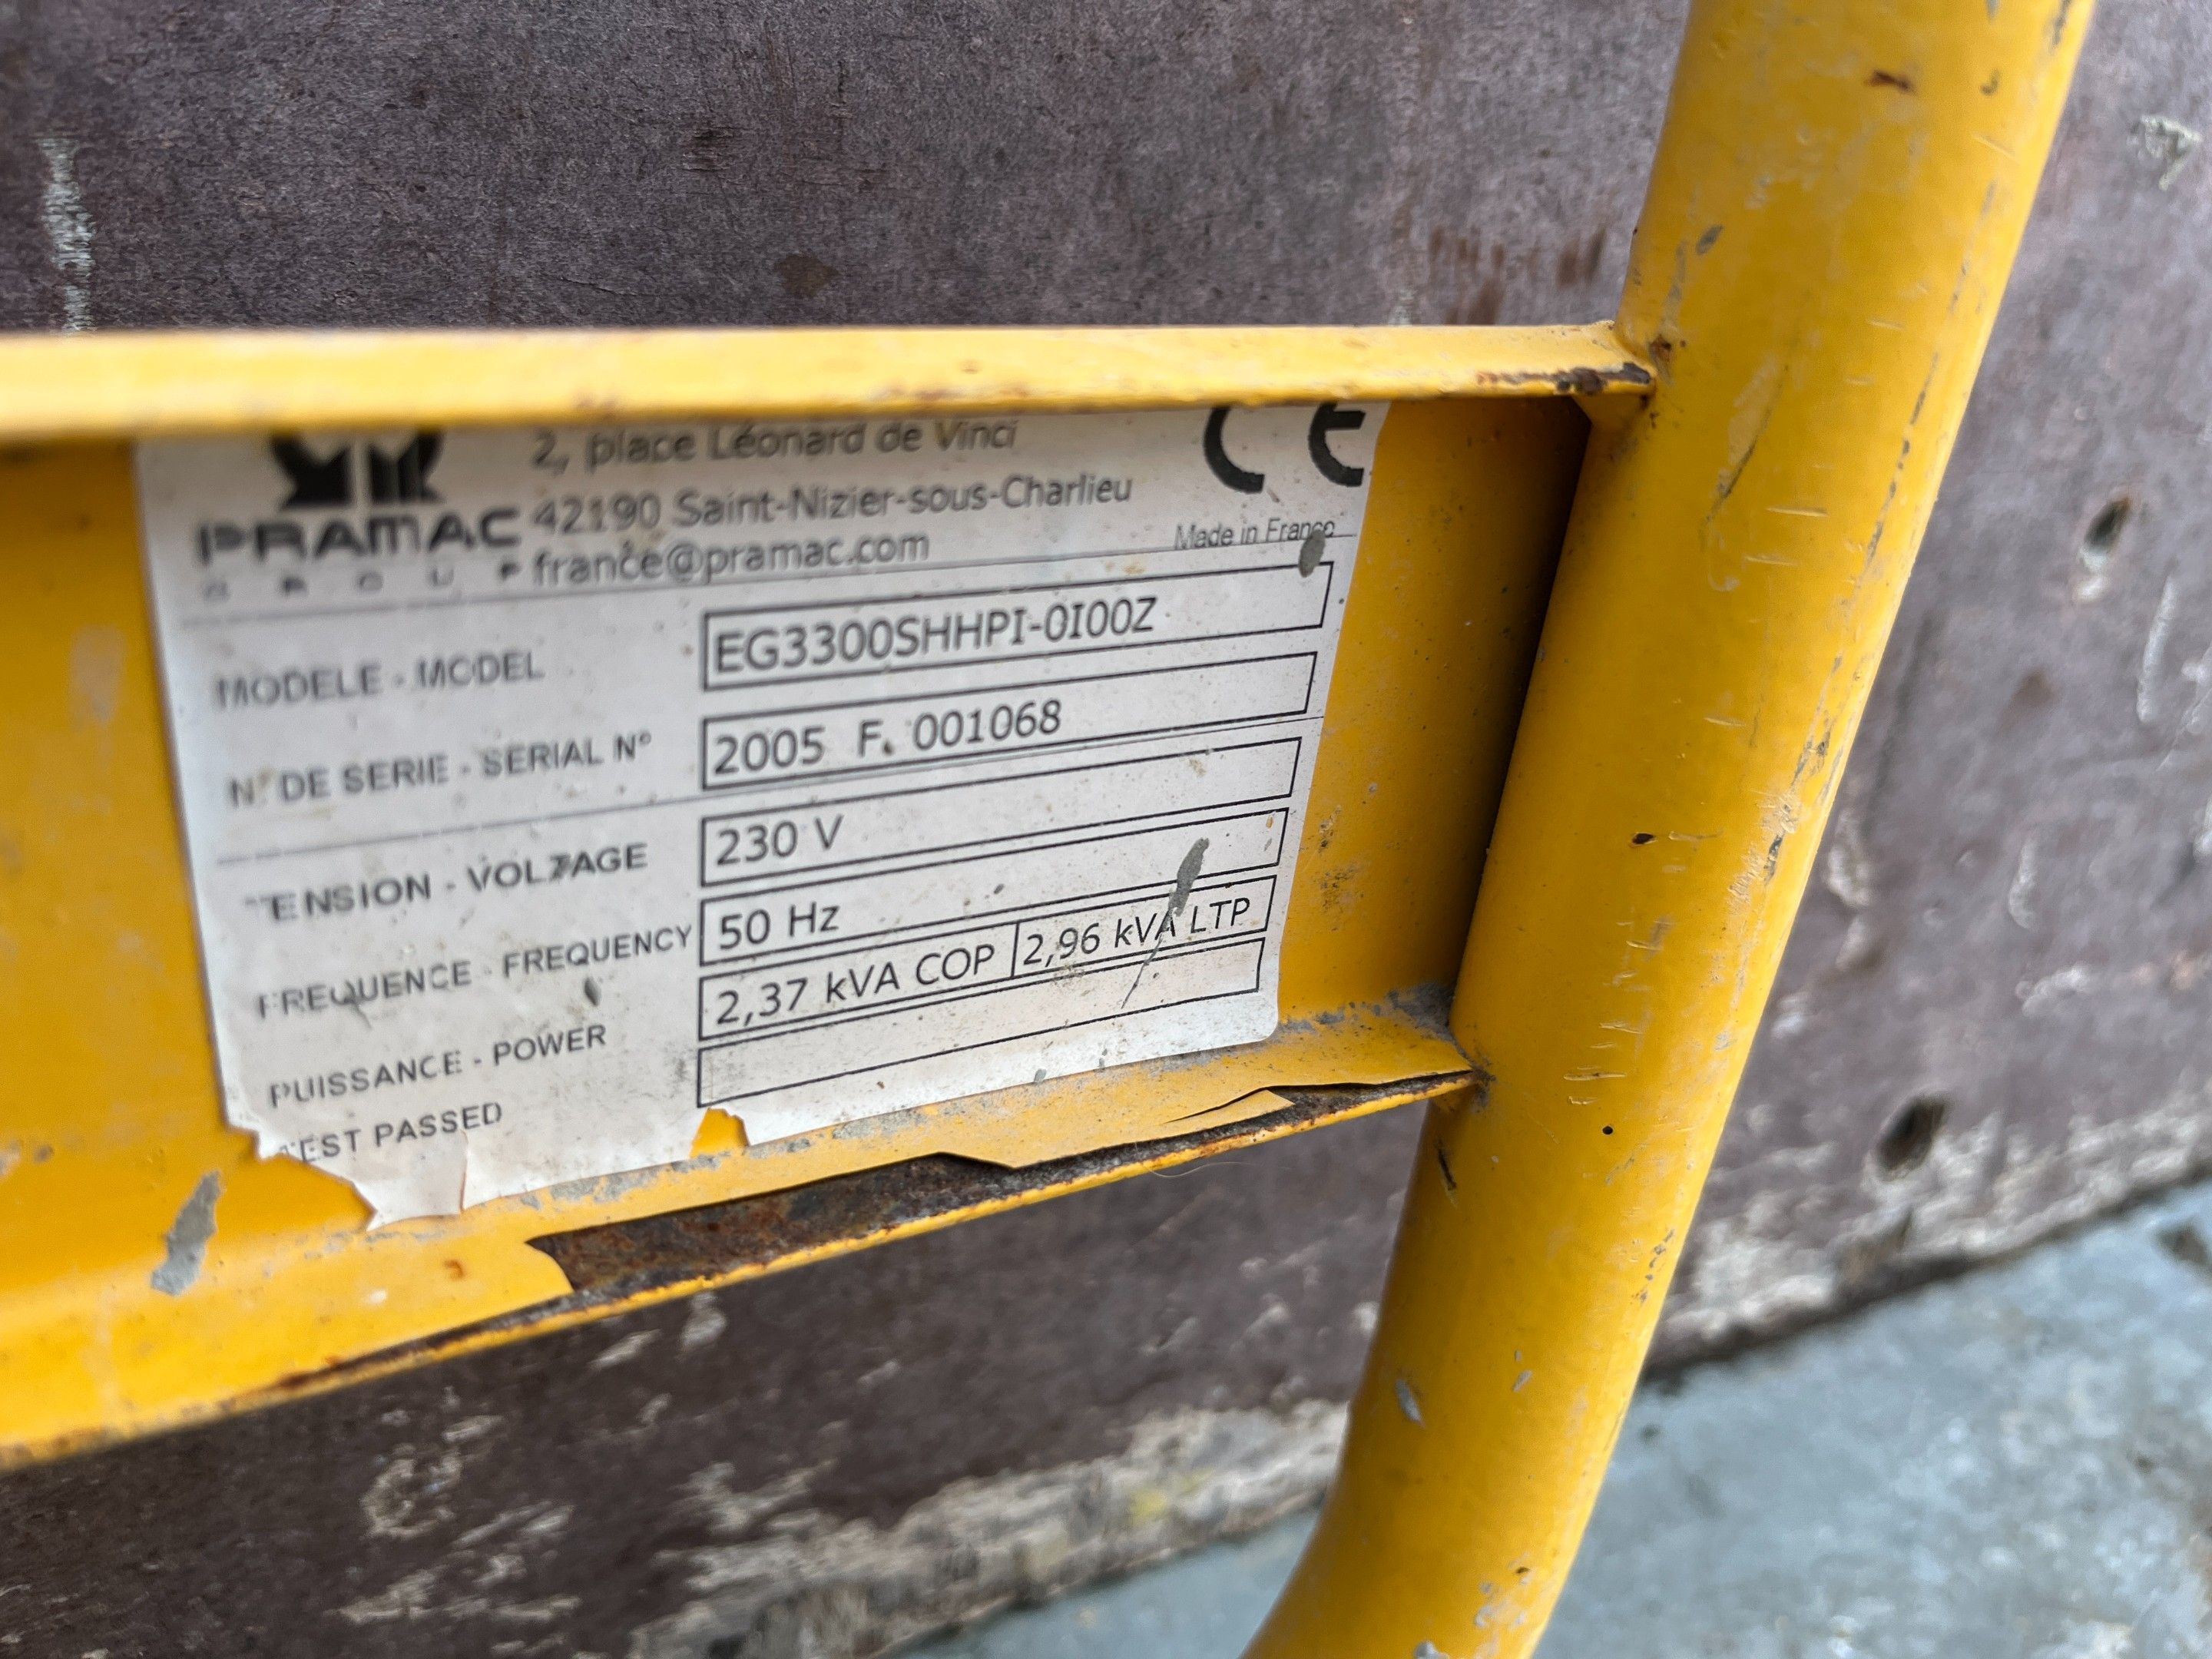 2, place Léonard de Vinci
CE
PRAMAC
42190 Saint-Nizier-sous-Charlieu
GROUP
france@pramac.com
Made in France
MODELE - MODEL EG3300SHHPI-0I00Z
N° DE SERIE - SERIAL N° 2005 F. 001068
TENSION - VOLTAGE 230 V
FREQUENCE - FREQUENCY 50 Hz
PUISSANCE - POWER 2,37 kVA COP 2,96 kVA LTP
TEST PASSED